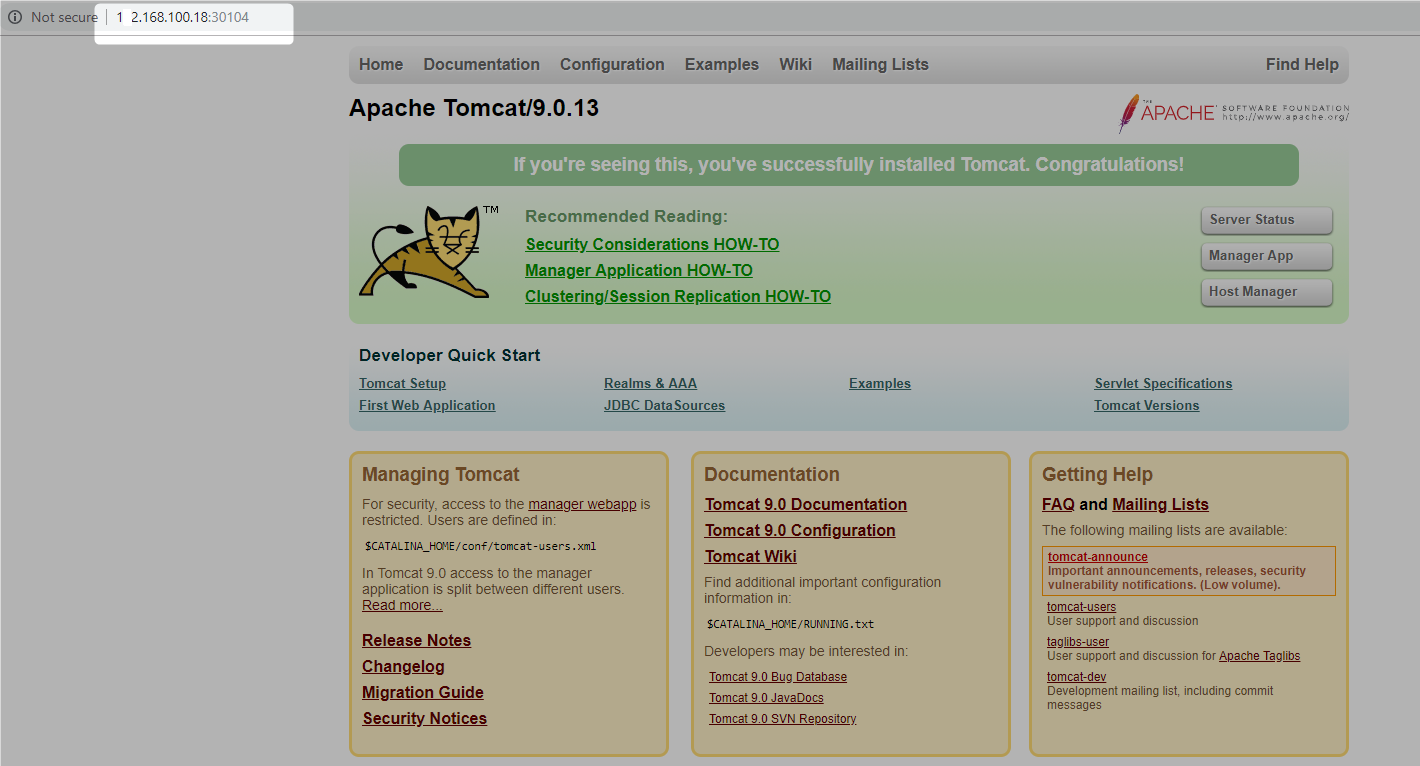 Not secure | 1 2.168.100.18:30104
Home Documentation Configuration Examples Wiki Mailing Lists Find Help
Apache Tomcat/9.0.13
THE APACHE SOFTWARE FOUNDATION
http://www.apache.org/
If you're seeing this, you've successfully installed Tomcat. Congratulations!
TM
Recommended Reading:
Security Considerations HOW-TO
Manager Application HOW-TO
Clustering/Session Replication HOW-TO
Server Status
Manager App
Host Manager
Developer Quick Start
Tomcat Setup
First Web Application
Realms & AAA
JDBC DataSources
Examples
Servlet Specifications
Tomcat Versions
Managing Tomcat
For security, access to the manager webapp is
restricted. Users are defined in:
$CATALINA_HOME/conf/tomcat-users.xml
In Tomcat 9.0 access to the manager
application is split between different users.
Read more...
Release Notes
Changelog
Migration Guide
Security Notices
Documentation
Tomcat 9.0 Documentation
Tomcat 9.0 Configuration
Tomcat Wiki
Find additional important configuration
information in:
$CATALINA_HOME/RUNNING.txt
Developers may be interested in:
Tomcat 9.0 Bug Database
Tomcat 9.0 JavaDocs
Tomcat 9.0 SVN Repository
Getting Help
FAQ and Mailing Lists
The following mailing lists are available:
tomcat-announce
Important announcements, releases, security
vulnerability notifications. (Low volume).
tomcat-users
User support and discussion
taglibs-user
User support and discussion for Apache Taglibs
tomcat-dev
Development mailing list, including commit
messages